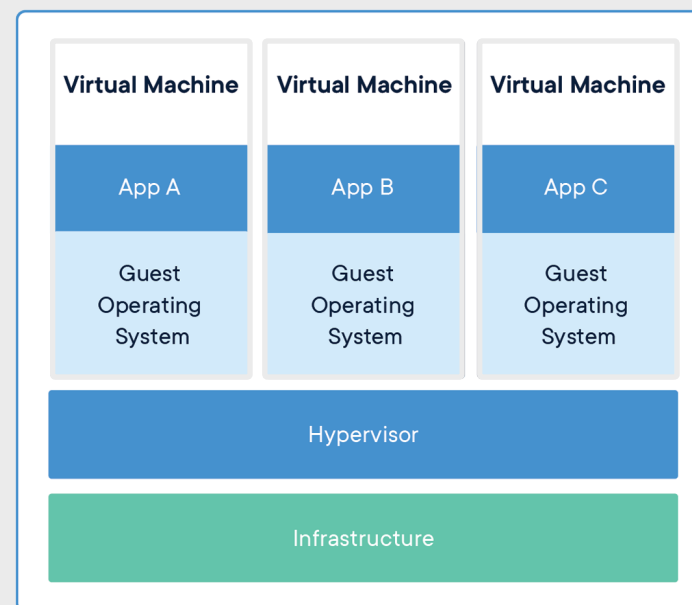 Virtual Machine
Virtual Machine
Virtual Machine
App A
App B
App C
Guest
Operating
System
Guest
Operating
System
Guest
Operating
System
Hypervisor
Infrastructure